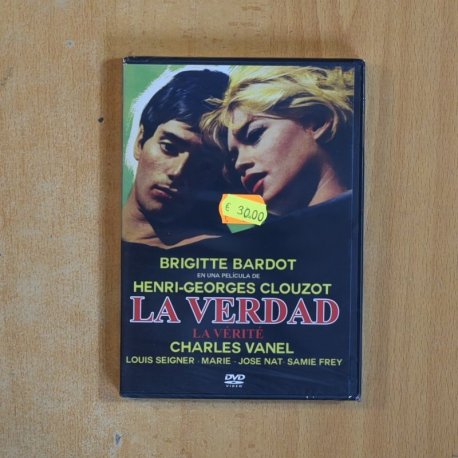 € 30.00
BRIGITTE BARDOT
EN UNA PELÍCULA DE
HENRI-GEORGES CLOUZOT
LA VERDAD
LA VÉRITÉ
CHARLES VANEL
LOUIS SEIGNER · MARIE · JOSE NAT · SAMIE FREY
DVD
VIDEO